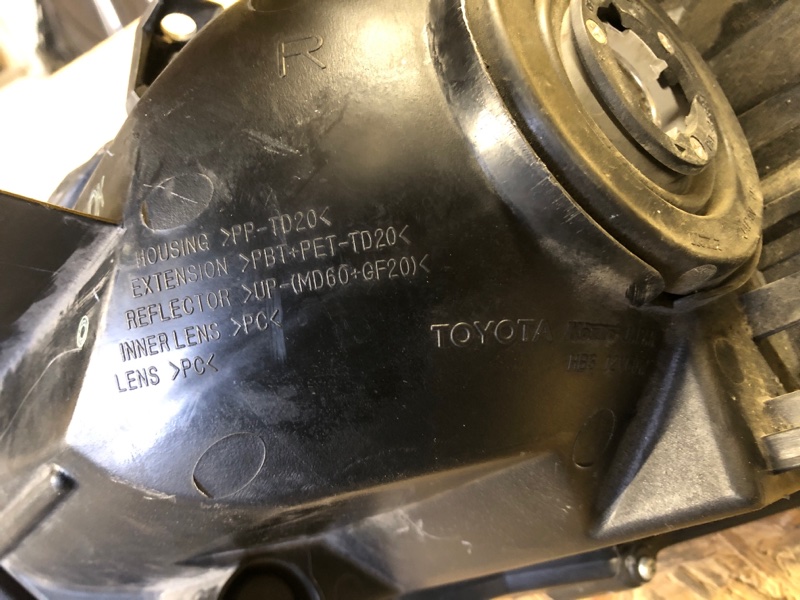 R
HOUSING >PP-TD20<
EXTENSION >PBT+PET-TD20<
REFLECTOR >UP-(MD60+GF20)<
INNER LENS >PC<
LENS >PC<
TOYOTA